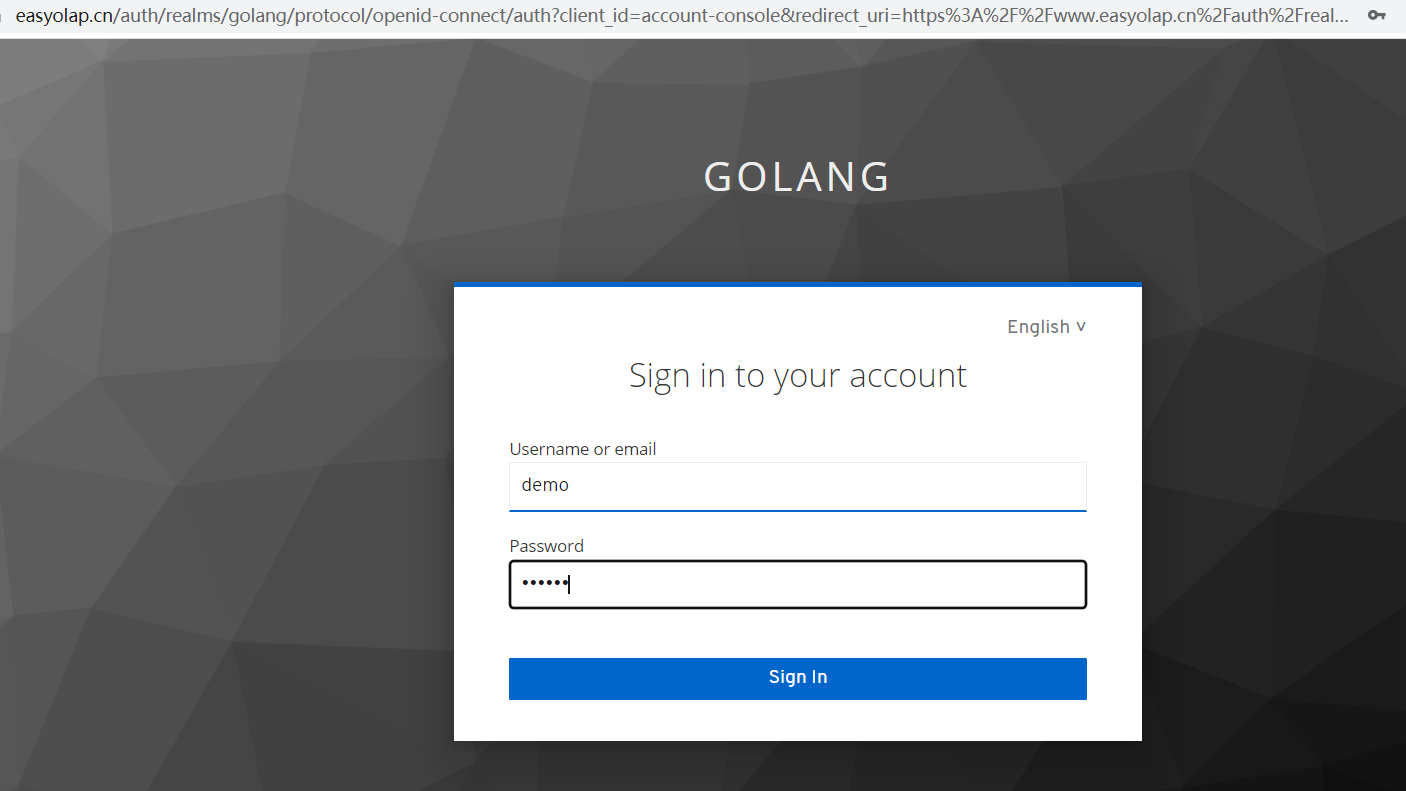 easyolap.cn/auth/realms/golang/protocol/openid-connect/auth?client_id=account-console&redirect_uri=https%3A%2F%2Fwww.easyolap.cn%2Fauth%2Freal...
GOLANG
English
Sign in to your account
Username or email
demo
Password
••••••
Sign In